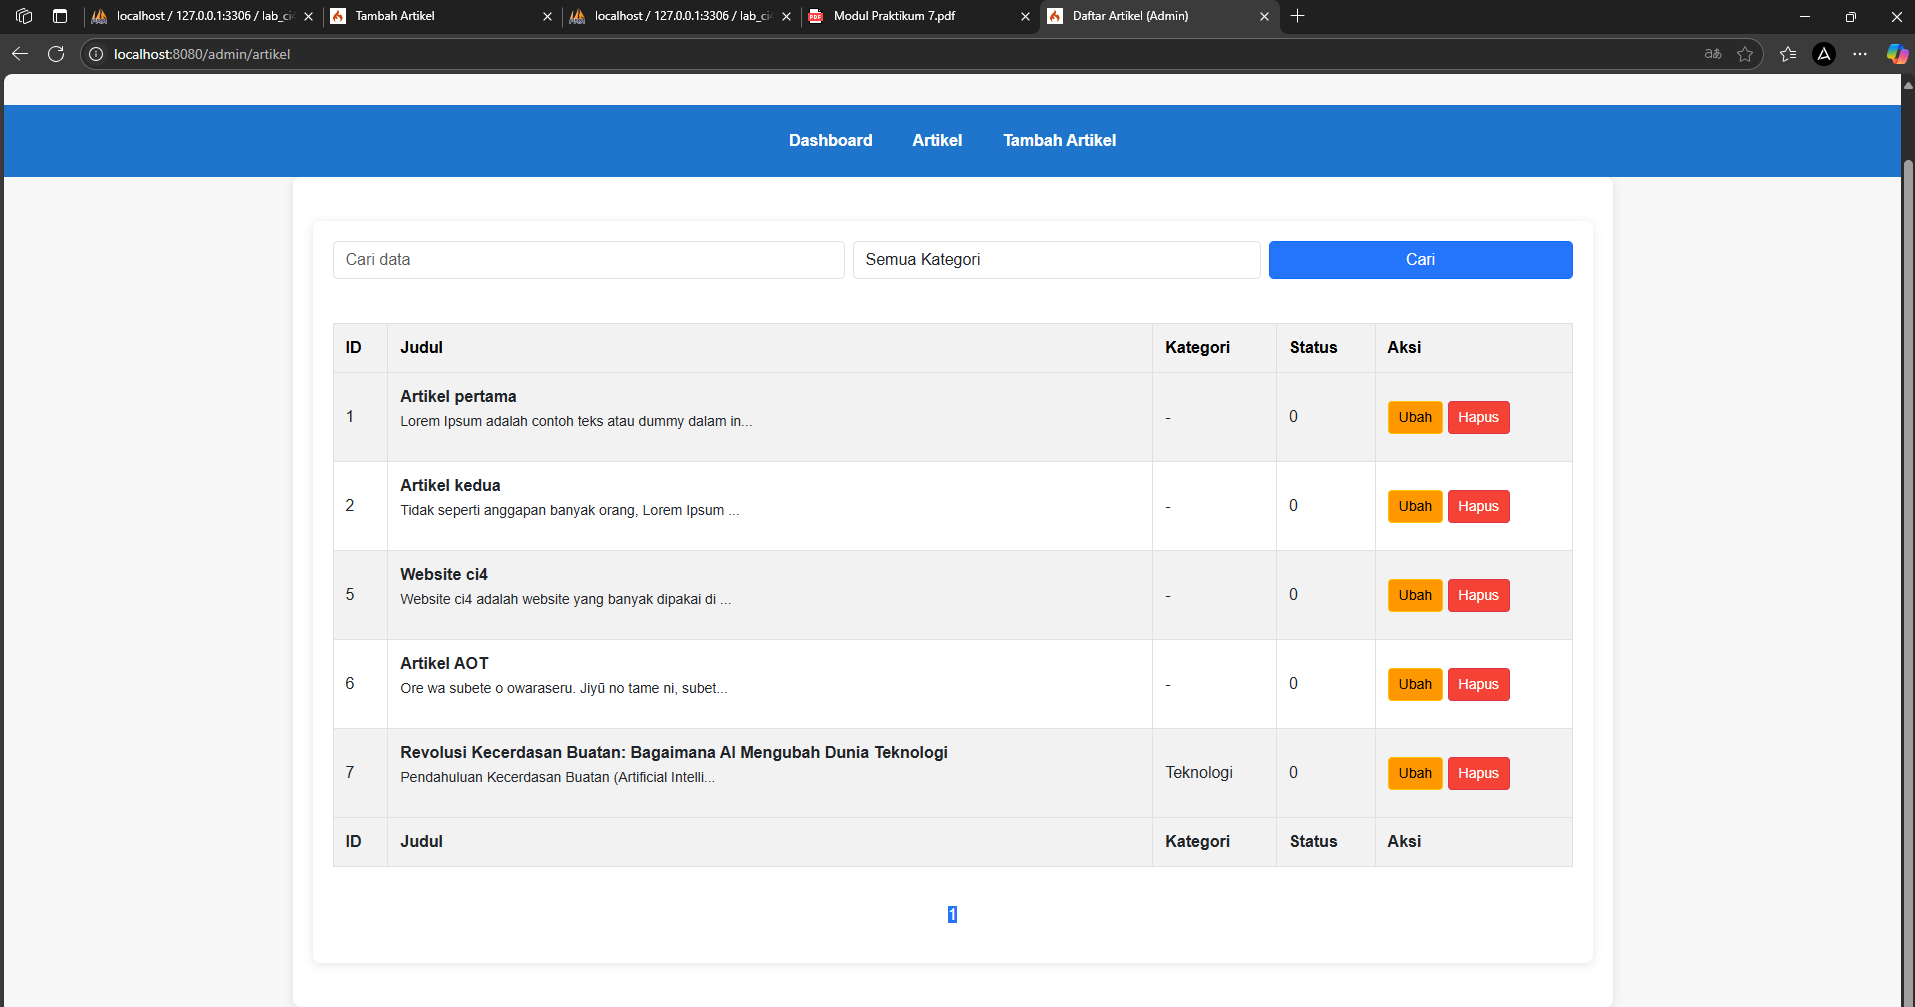 localhost / 127.0.0.1:3306 / lab_ci4
Tambah Artikel
localhost / 127.0.0.1:3306 / lab_ci4
PDF
Modul Praktikum 7.pdf
Daftar Artikel (Admin)
localhost:8080/admin/artikel
Dashboard Artikel Tambah Artikel
Cari data Semua Kategori Cari
ID Judul Kategori Status Aksi
Artikel pertama
1 Lorem Ipsum adalah contoh teks atau dummy dalam in... - 0 Ubah Hapus
Artikel kedua
2 Tidak seperti anggapan banyak orang, Lorem Ipsum ... - 0 Ubah Hapus
Website ci4
5 Website ci4 adalah website yang banyak dipakai di ... - 0 Ubah Hapus
Artikel AOT
6 Ore wa subete o owaraseru. Jiyū no tame ni, subet... - 0 Ubah Hapus
Revolusi Kecerdasan Buatan: Bagaimana AI Mengubah Dunia Teknologi
7 Pendahuluan Kecerdasan Buatan (Artificial Intelli... Teknologi 0 Ubah Hapus
ID Judul Kategori Status Aksi
1